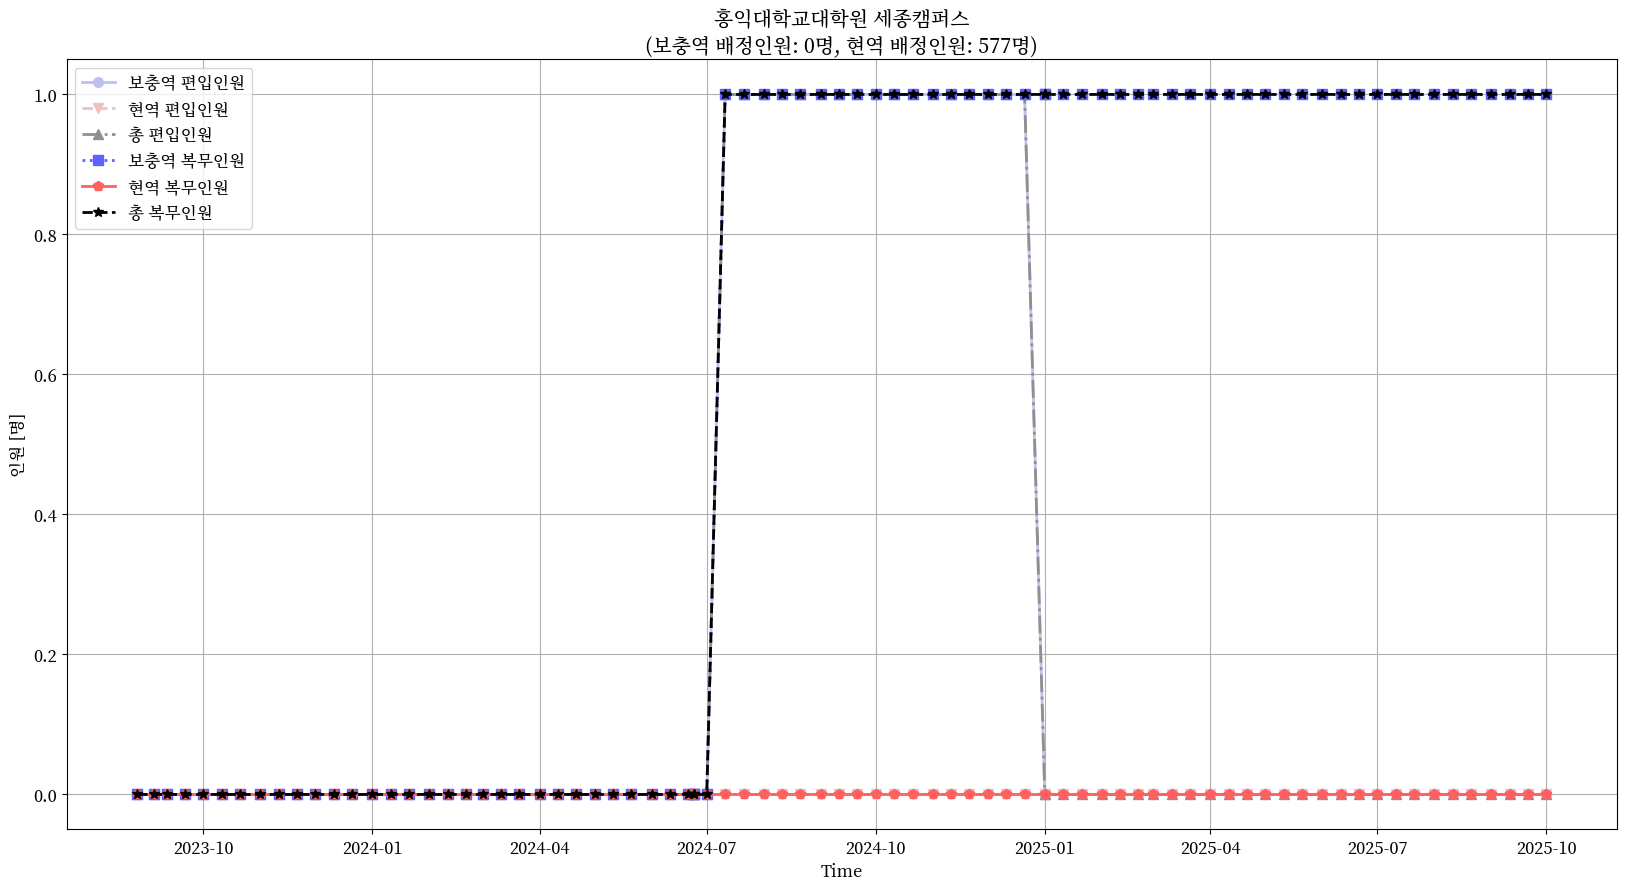 홍익대학교대학원 세종캠퍼스
(보충역 배정인원: 0명, 현역 배정인원: 577명)
보충역 편입인원
현역 편입인원
총 편입인원
보충역 복무인원
현역 복무인원
총 복무인원
1.0
0.8
0.6
0.4
0.2
0.0
인원 [명]
2023-10
2024-01
2024-04
2024-07
2024-10
2025-01
2025-04
2025-07
2025-10
Time